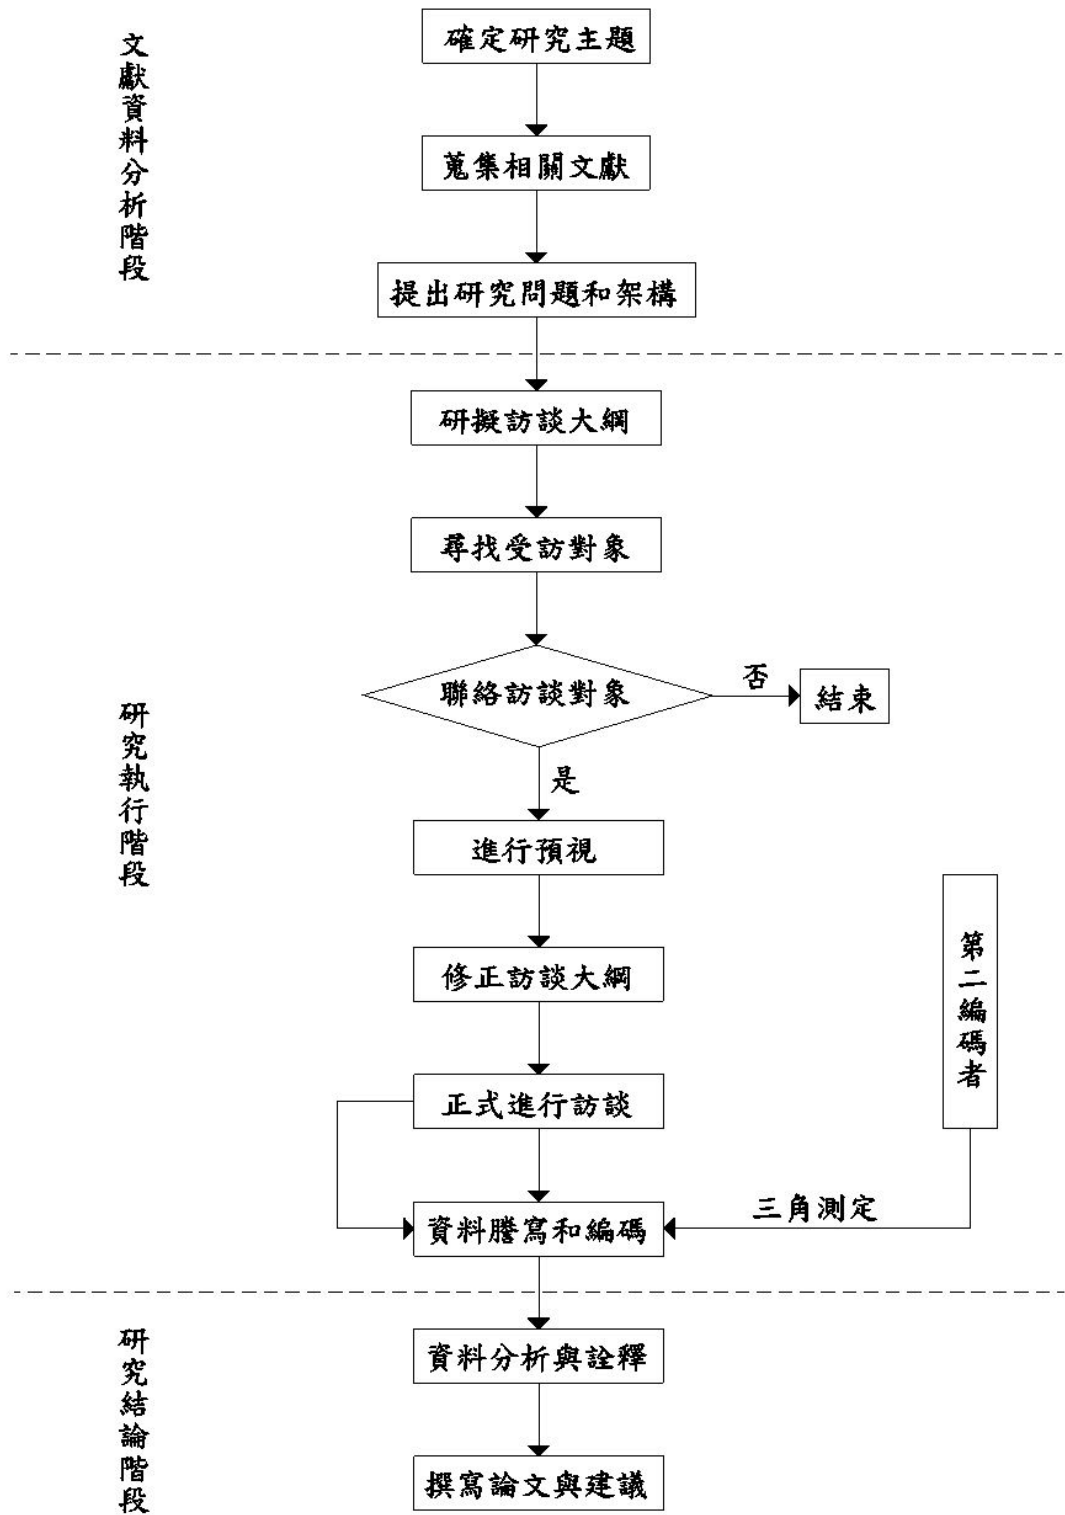 文獻資料分析階段
確定研究主題
蒐集相關文獻
提出研究問題和架構
研究執行階段
研擬訪談大綱
尋找受訪對象
聯絡訪談對象
否
結束
是
進行預視
修正訪談大綱
正式進行訪談
第二編碼者
三角測定
資料謄寫和編碼
研究結論階段
資料分析與詮釋
撰寫論文與建議